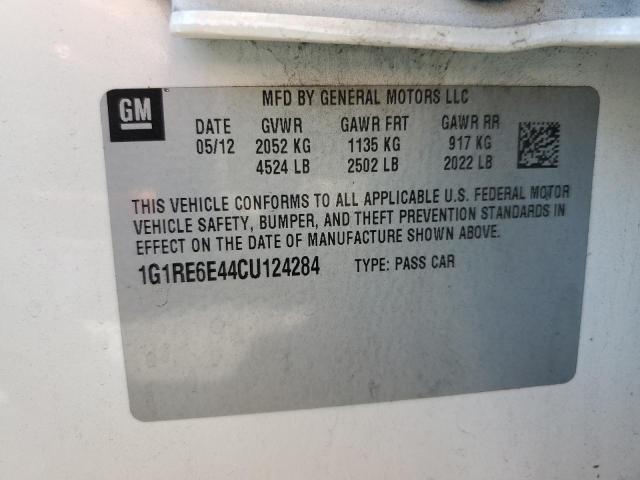 GM
MFD BY GENERAL MOTORS LLC
DATE GVWR GAWR FRT GAWR RR
05/12 2052 KG 1135 KG 917 KG
4524 LB 2502 LB 2022 LB
THIS VEHICLE CONFORMS TO ALL APPLICABLE U.S. FEDERAL MOTOR
VEHICLE SAFETY, BUMPER, AND THEFT PREVENTION STANDARDS IN
EFFECT ON THE DATE OF MANUFACTURE SHOWN ABOVE.
1G1RE6E44CU124284 TYPE: PASS CAR